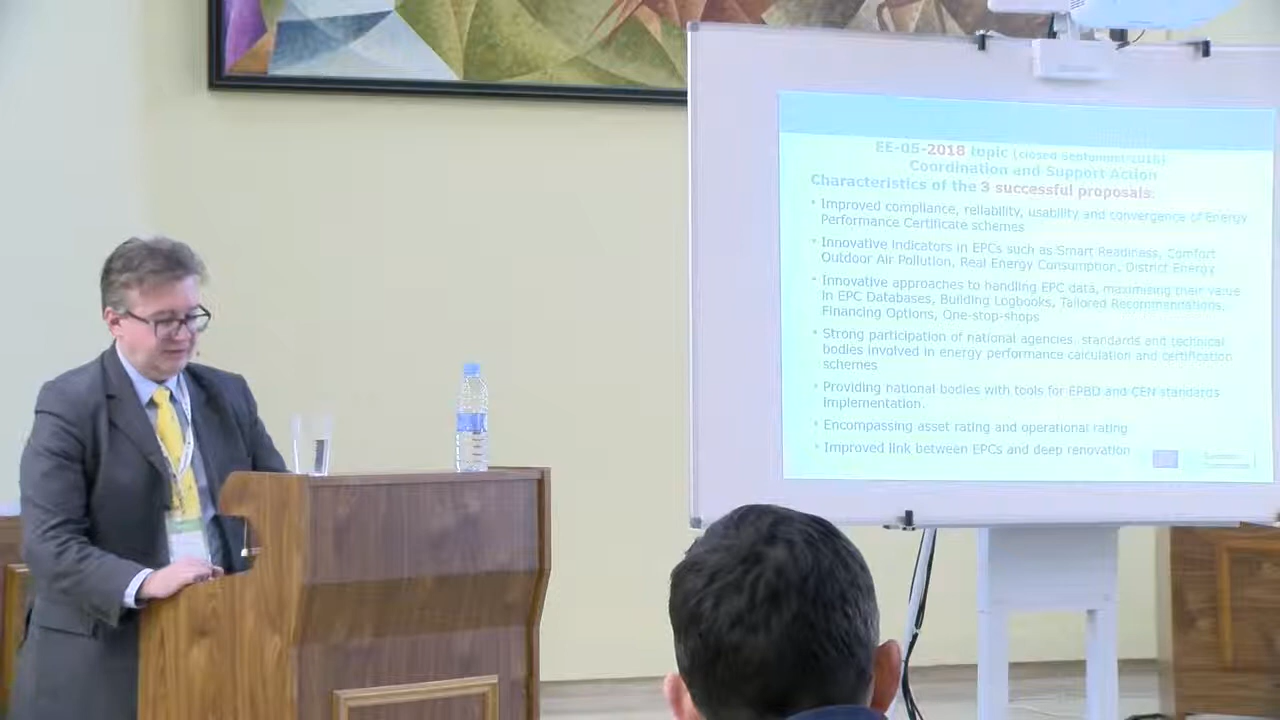 EE-05-2018 topic (closed September 2018)
Coordination and Support Action
Characteristics of the 3 successful proposals:
• Improved compliance, reliability, usability and convergence of Energy
Performance Certificate schemes
• Innovative indicators in EPCs such as Smart Readiness, Comfort
Outdoor Air Pollution, Real Energy Consumption, District Energy
• Innovative approaches to handling EPC data, maximising their value
in EPC Databases, Building Logbooks, Tailored Recommendations,
Financing Options, One-stop-shops
• Strong participation of national agencies, standards and technical
bodies involved in energy performance calculation and certification
schemes
• Providing national bodies with tools for EPBD and CEN standards
implementation.
• Encompassing asset rating and operational rating
• Improved link between EPCs and deep renovation